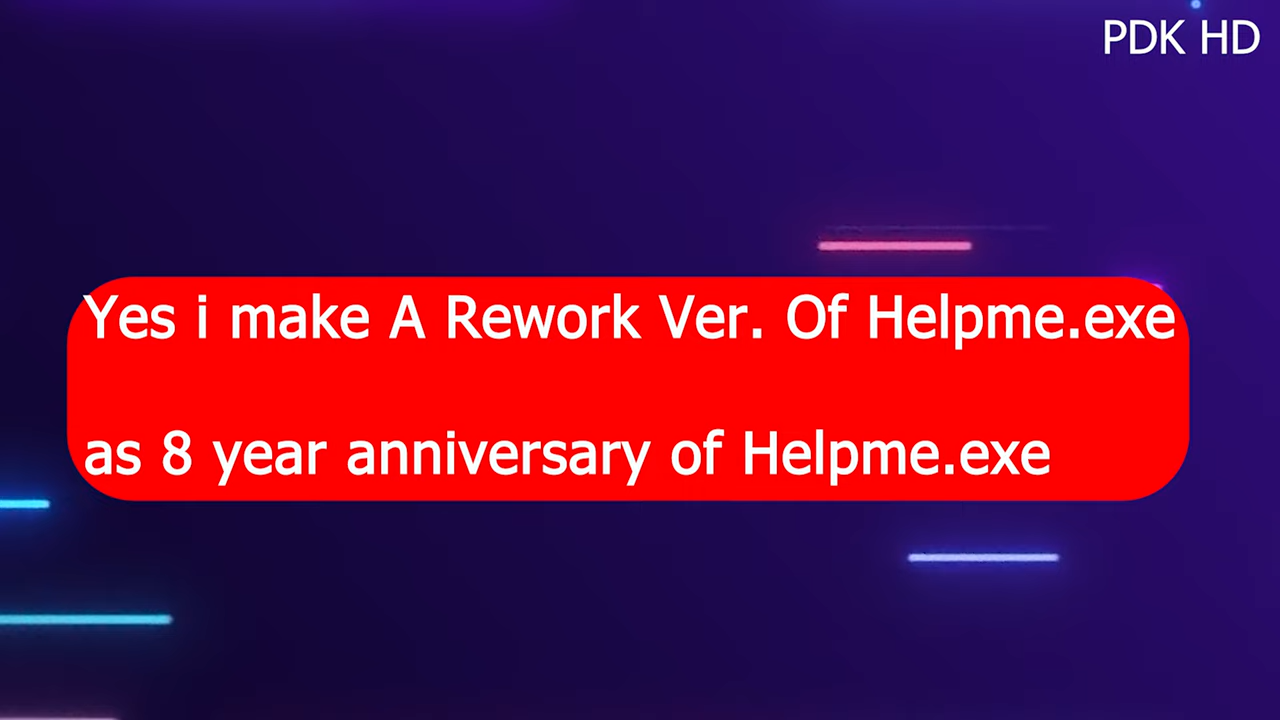 PDK HD
Yes i make A Rework Ver. Of Helpme.exe
as 8 year anniversary of Helpme.exe